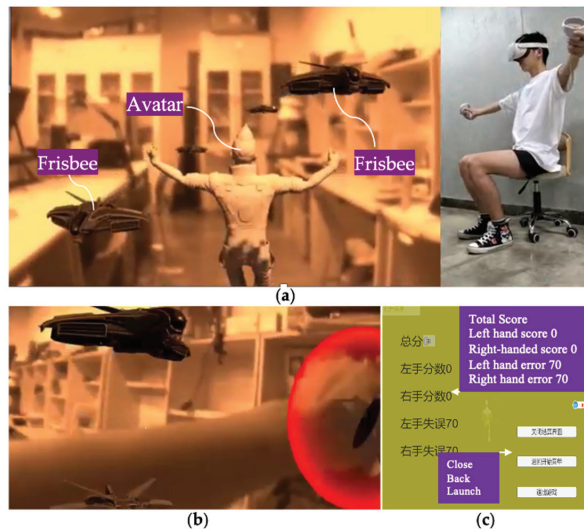 Avatar
Frisbee
Frisbee
(a)
总分
左手分数0
右手分数0
左手失误70
右手失误70
Total Score
Left hand score 0
Right-handed score 0
Left hand error 70
Right hand error 70
Close
Back
Launch
(b)
(c)